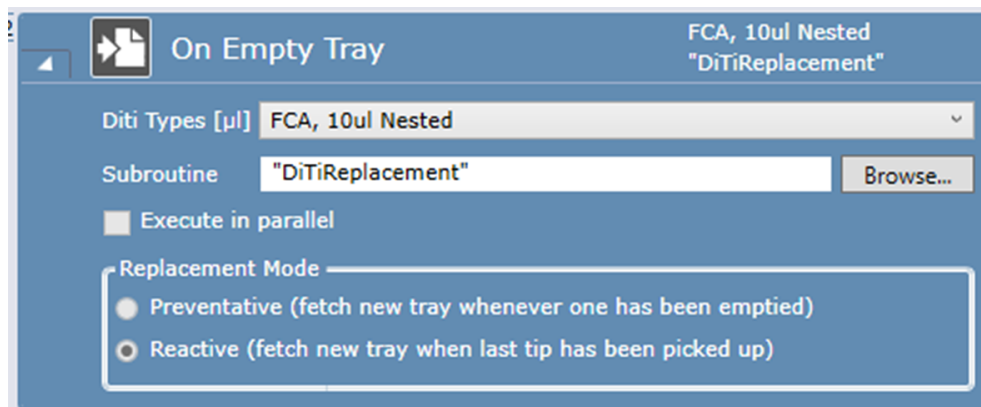 On Empty Tray
FCA, 10ul Nested
"DiTiReplacement"
Diti Types [µl] FCA, 10ul Nested
Subroutine "DiTiReplacement" Browse...
Execute in parallel
Replacement Mode
Preventative (fetch new tray whenever one has been emptied)
Reactive (fetch new tray when last tip has been picked up)